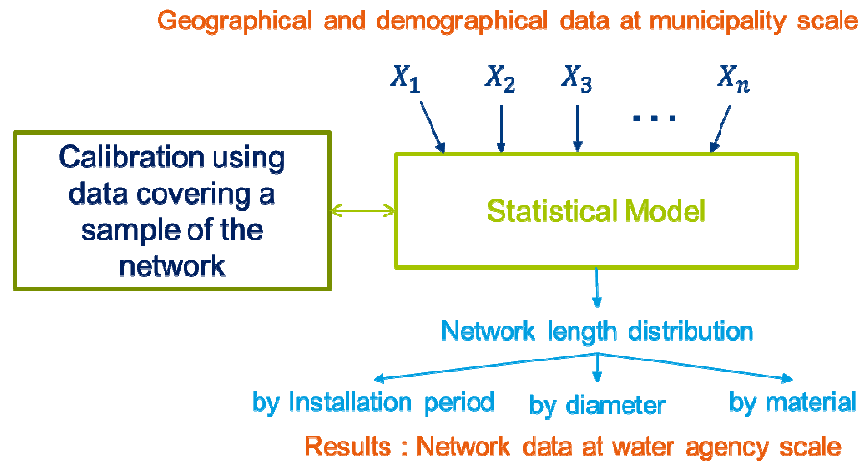 Geographical and demographical data at municipality scale
X₁ X₂ X₃ ... Xₙ
Calibration using
data covering a
sample of the
network
Statistical Model
Network length distribution
by Installation period by diameter by material
Results : Network data at water agency scale